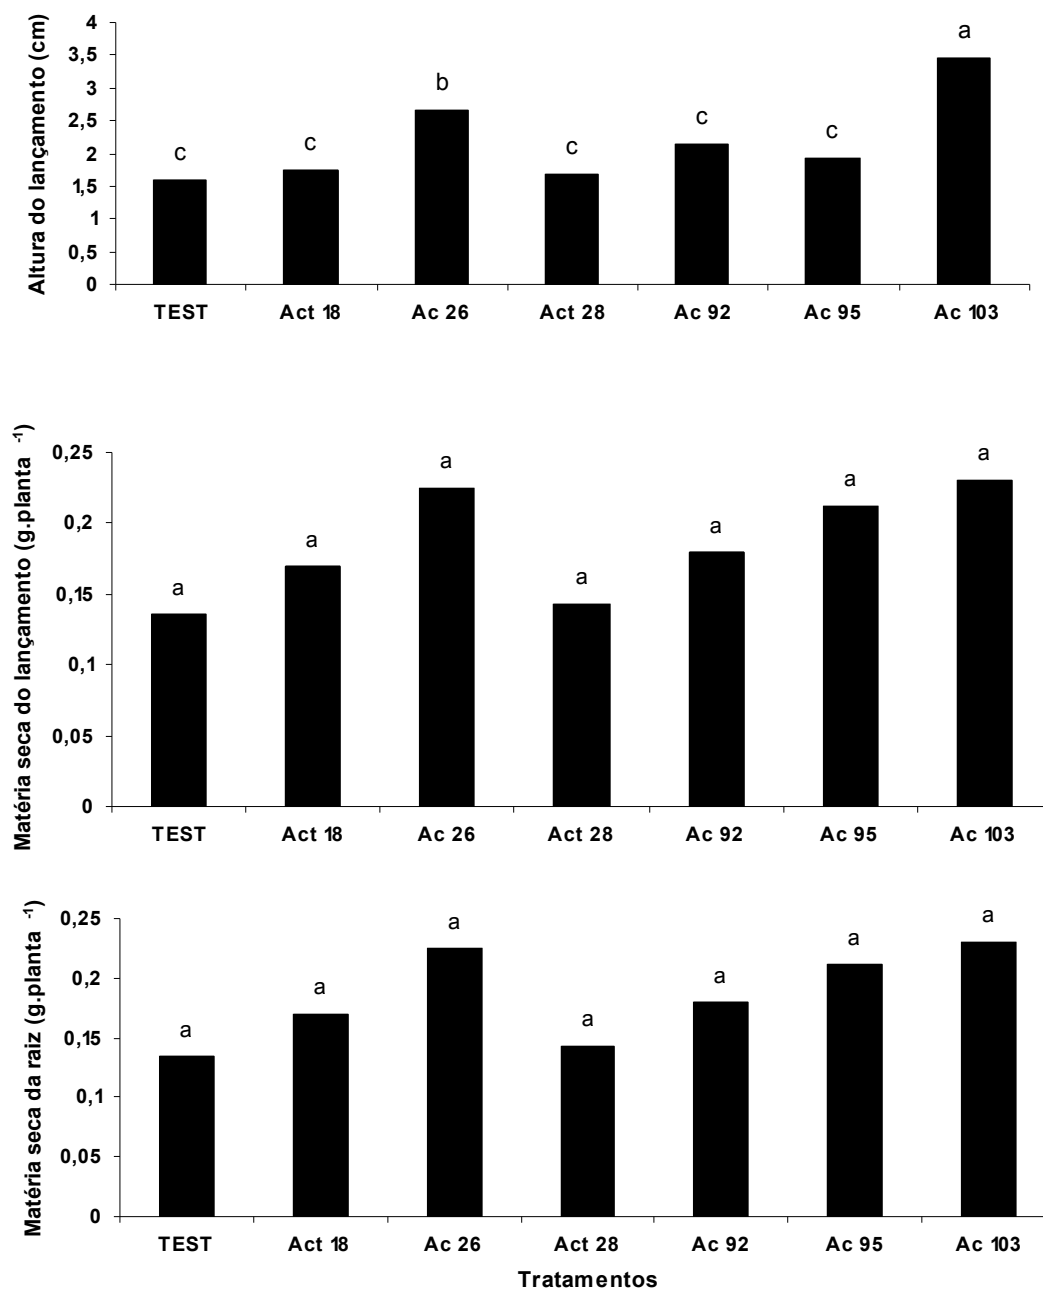 Altura do lançamento (cm)
4
3,5
3
2,5
2
1,5
1
0,5
0
c
c
b
c
c
c
a
TEST Act 18 Ac 26 Act 28 Ac 92 Ac 95 Ac 103
Matéria seca do lançamento (g.planta -1)
0,25
0,2
0,15
0,1
0,05
0
a
a
a
a
a
a
a
TEST Act 18 Ac 26 Act 28 Ac 92 Ac 95 Ac 103
Matéria seca da raiz (g.planta -1)
0,25
0,2
0,15
0,1
0,05
0
a
a
a
a
a
a
a
TEST Act 18 Ac 26 Act 28 Ac 92 Ac 95 Ac 103
Tratamentos